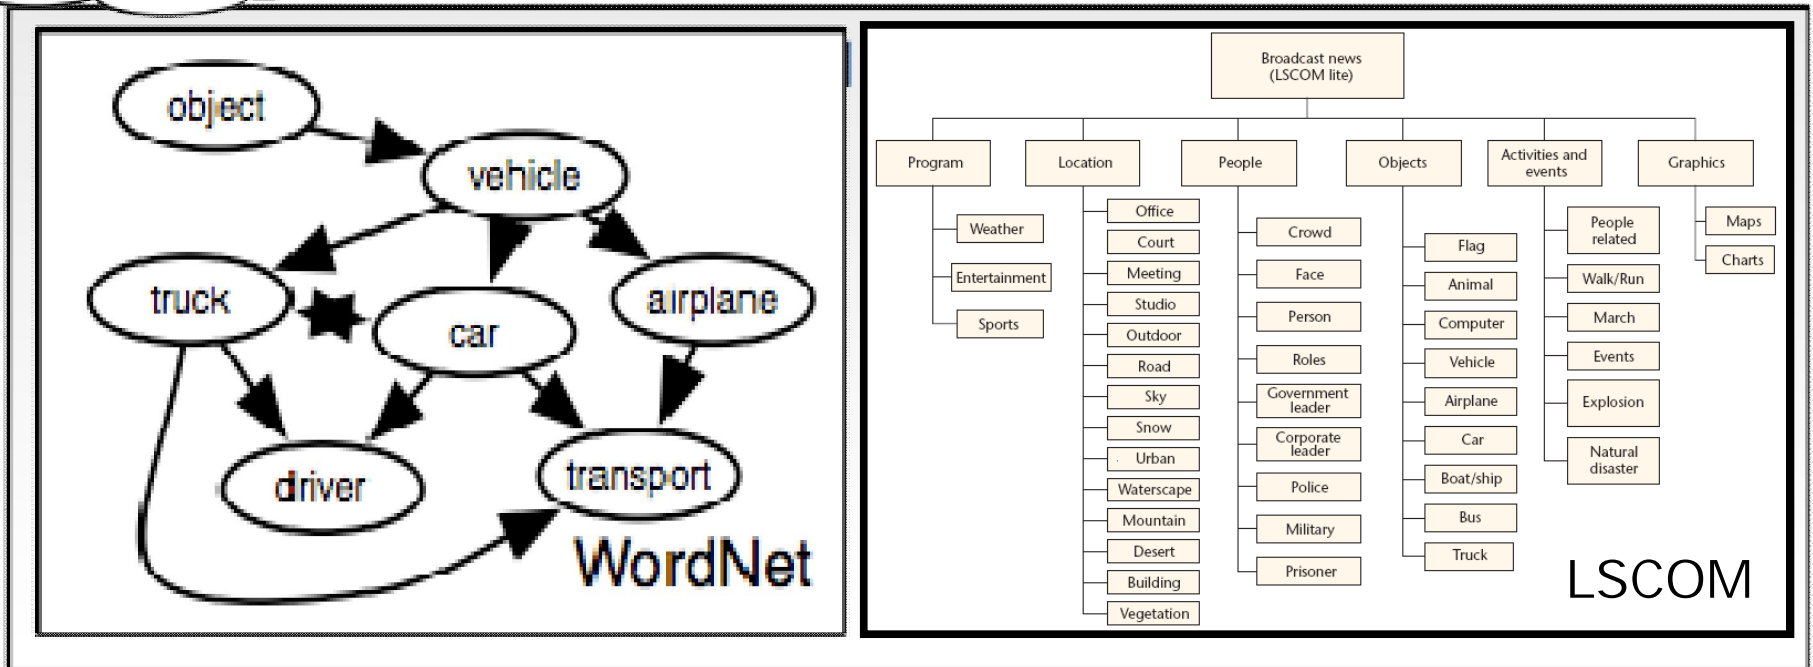 object
vehicle
truck
car
airplane
driver
transport
WordNet
Broadcast news
(LSCOM lite)
Program
Weather
Entertainment
Sports
Location
Office
Court
Meeting
Studio
Outdoor
Road
Sky
Snow
Urban
Waterscape
Mountain
Desert
Building
Vegetation
People
Crowd
Face
Person
Roles
Government
leader
Corporate
leader
Police
Military
Prisoner
Objects
Flag
Animal
Computer
Vehicle
Airplane
Car
Boat/ship
Bus
Truck
Activities and
events
People
related
Walk/Run
March
Events
Explosion
Natural
disaster
Graphics
Maps
Charts
LSCOM